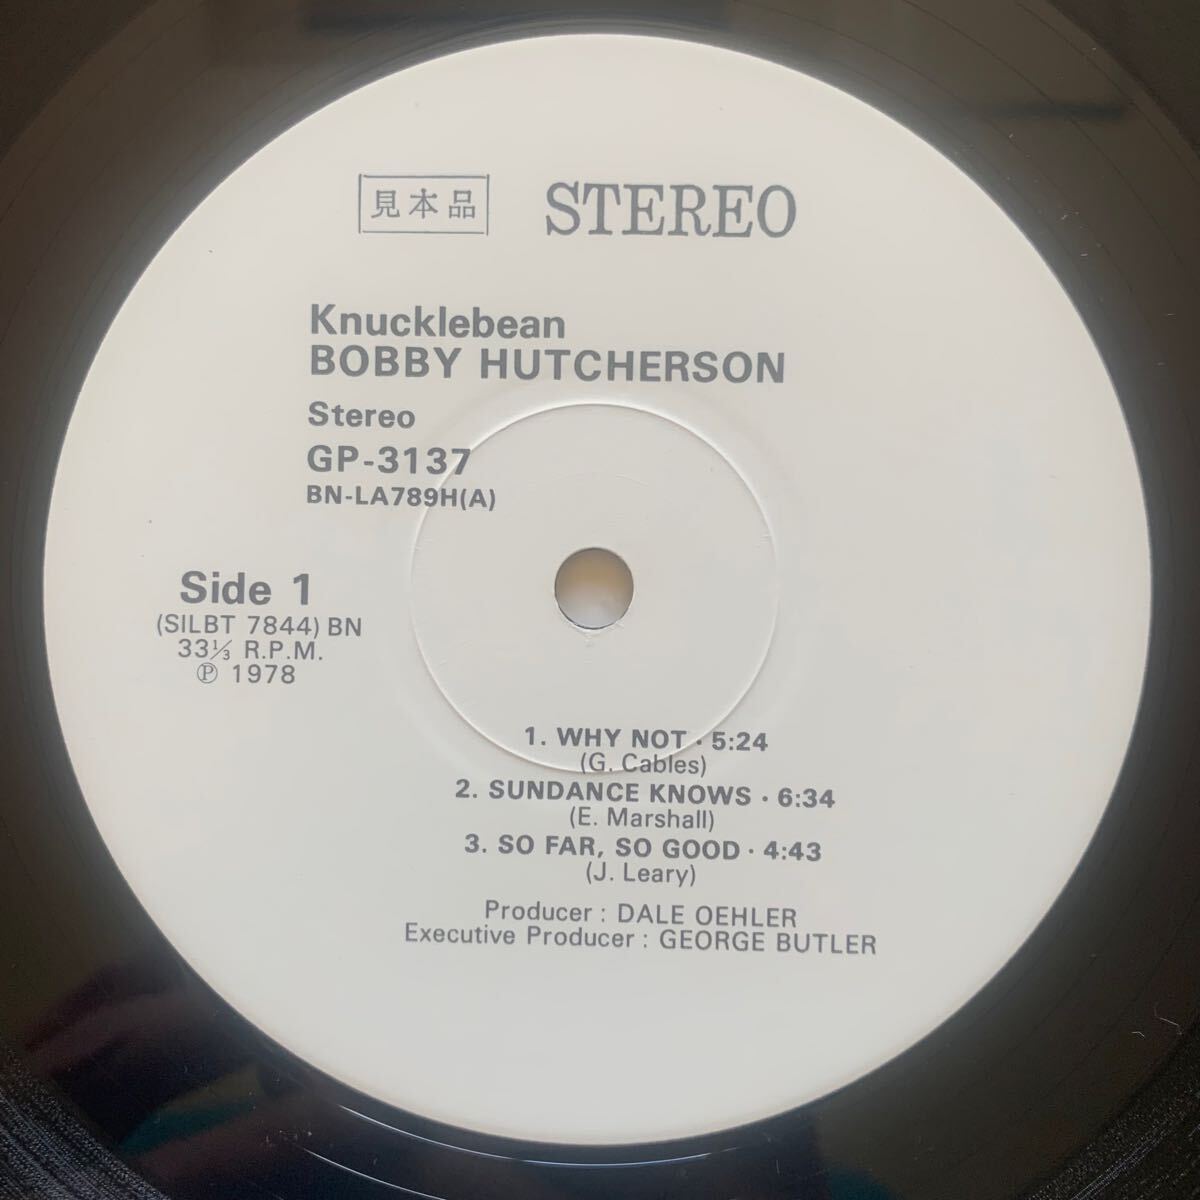 見本品 STEREO
Knucklebean
BOBBY HUTCHERSON
Stereo
GP-3137
BN-LA789H(A)
Side 1
(SILBT 7844) BN
33⅓ R.P.M.
Ⓟ 1978
1. WHY NOT · 5:24
(G. Cables)
2. SUNDANCE KNOWS · 6:34
(E. Marshall)
3. SO FAR, SO GOOD · 4:43
(J. Leary)
Producer : DALE OEHLER
Executive Producer : GEORGE BUTLER